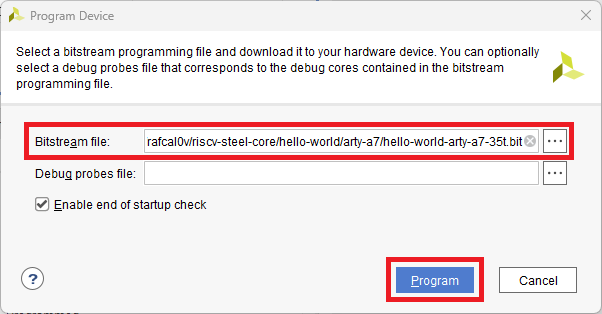 Program Device
Select a bitstream programming file and download it to your hardware device. You can optionally
select a debug probes file that corresponds to the debug cores contained in the bitstream
programming file.
Bitstream file: rafcal0v/riscv-steel-core/hello-world/arty-a7/hello-world-arty-a7-35t.bit ...
Debug probes file: ...
Enable end of startup check
? Program Cancel